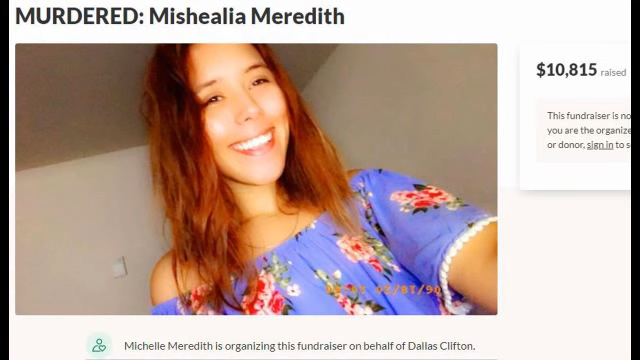 MURDERED: Mishealia Meredith
$10,815 raised
This fundraiser is no
you are the organize
or donor, sign in to s
Michelle Meredith is organizing this fundraiser on behalf of Dallas Clifton.